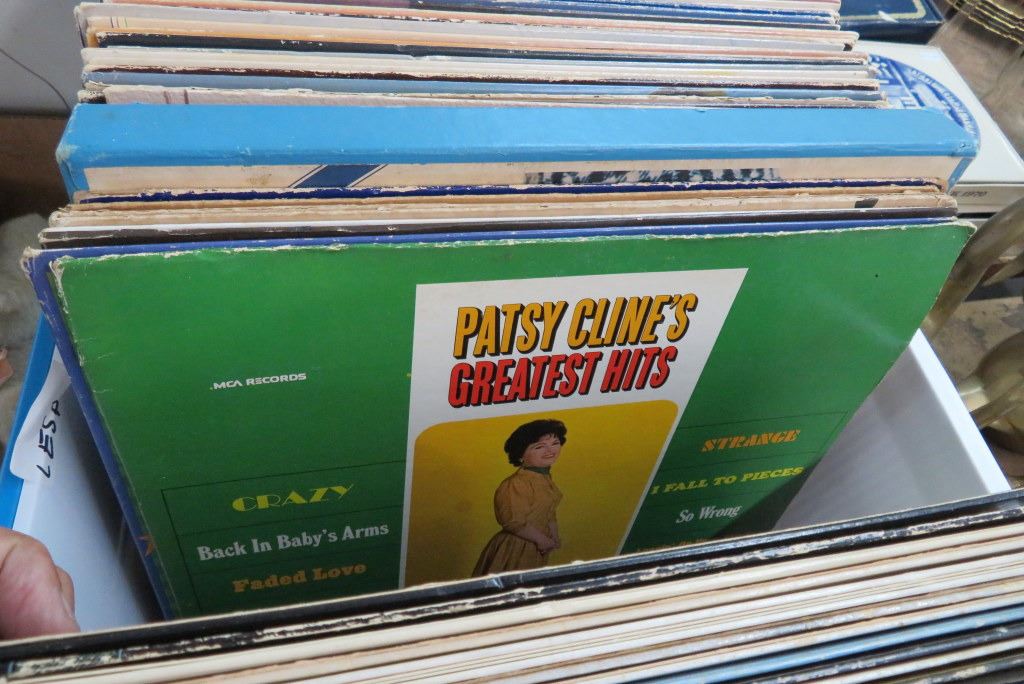 PATSY CLINE'S
GREATEST HITS
MCA RECORDS
CRAZY
Back In Baby's Arms
Faded Love
STRANGE
I FALL TO PIECES
So Wrong